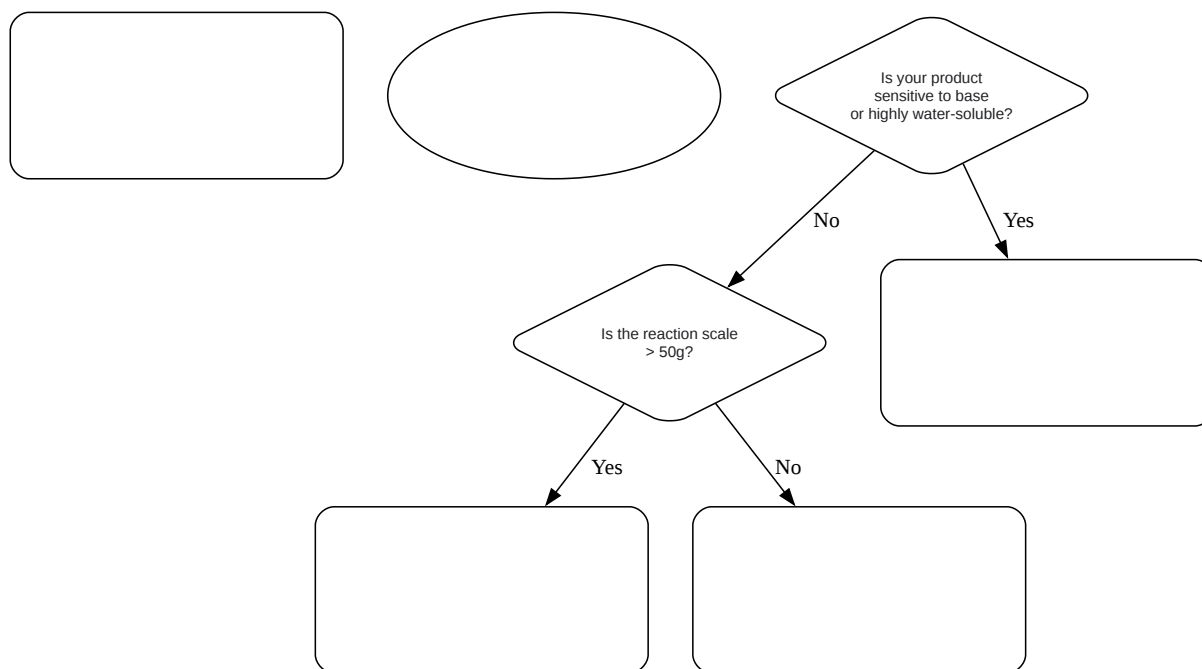 Is your product
sensitive to base
or highly water-soluble?
No
Yes
Is the reaction scale
> 50g?
Yes
No